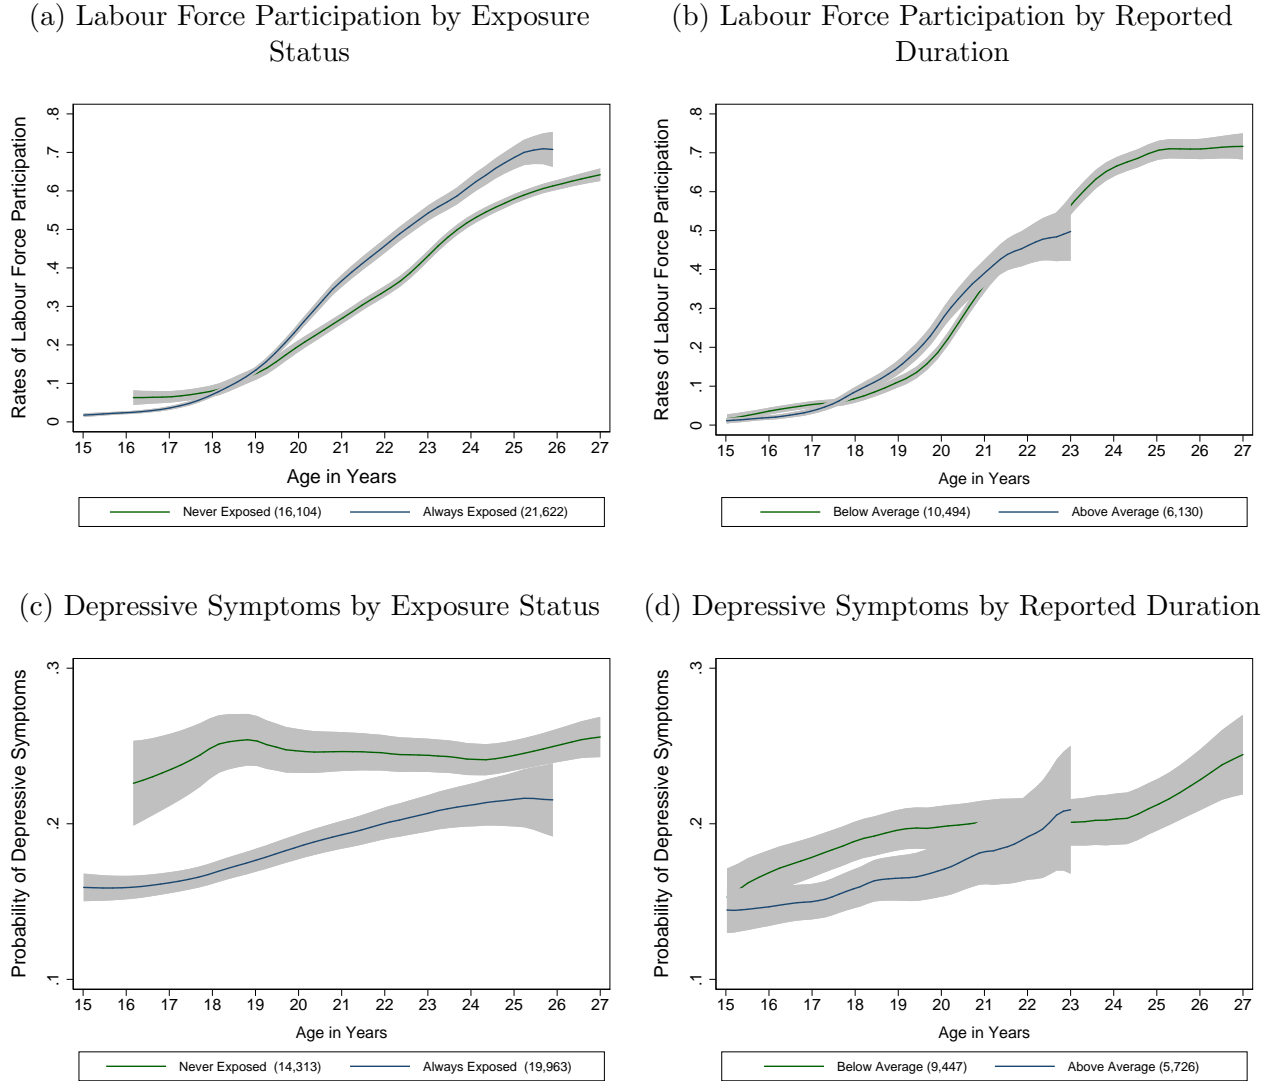 (a) Labour Force Participation by Exposure
Status
Rates of Labour Force Participation
.8
.7
.6
.5
.4
.3
.2
.1
0
15 16 17 18 19 20 21 22 23 24 25 26 27
Age in Years
Never Exposed (16,104) Always Exposed (21,622)
(b) Labour Force Participation by Reported
Duration
Rates of Labour Force Participation
.8
.7
.6
.5
.4
.3
.2
.1
0
15 16 17 18 19 20 21 22 23 24 25 26 27
Age in Years
Below Average (10,494) Above Average (6,130)
(c) Depressive Symptoms by Exposure Status
Probability of Depressive Symptoms
.3
.2
.1
15 16 17 18 19 20 21 22 23 24 25 26 27
Age in Years
Never Exposed (14,313) Always Exposed (19,963)
(d) Depressive Symptoms by Reported Duration
Probability of Depressive Symptoms
.3
.2
.1
15 16 17 18 19 20 21 22 23 24 25 26 27
Age in Years
Below Average (9,447) Above Average (5,726)